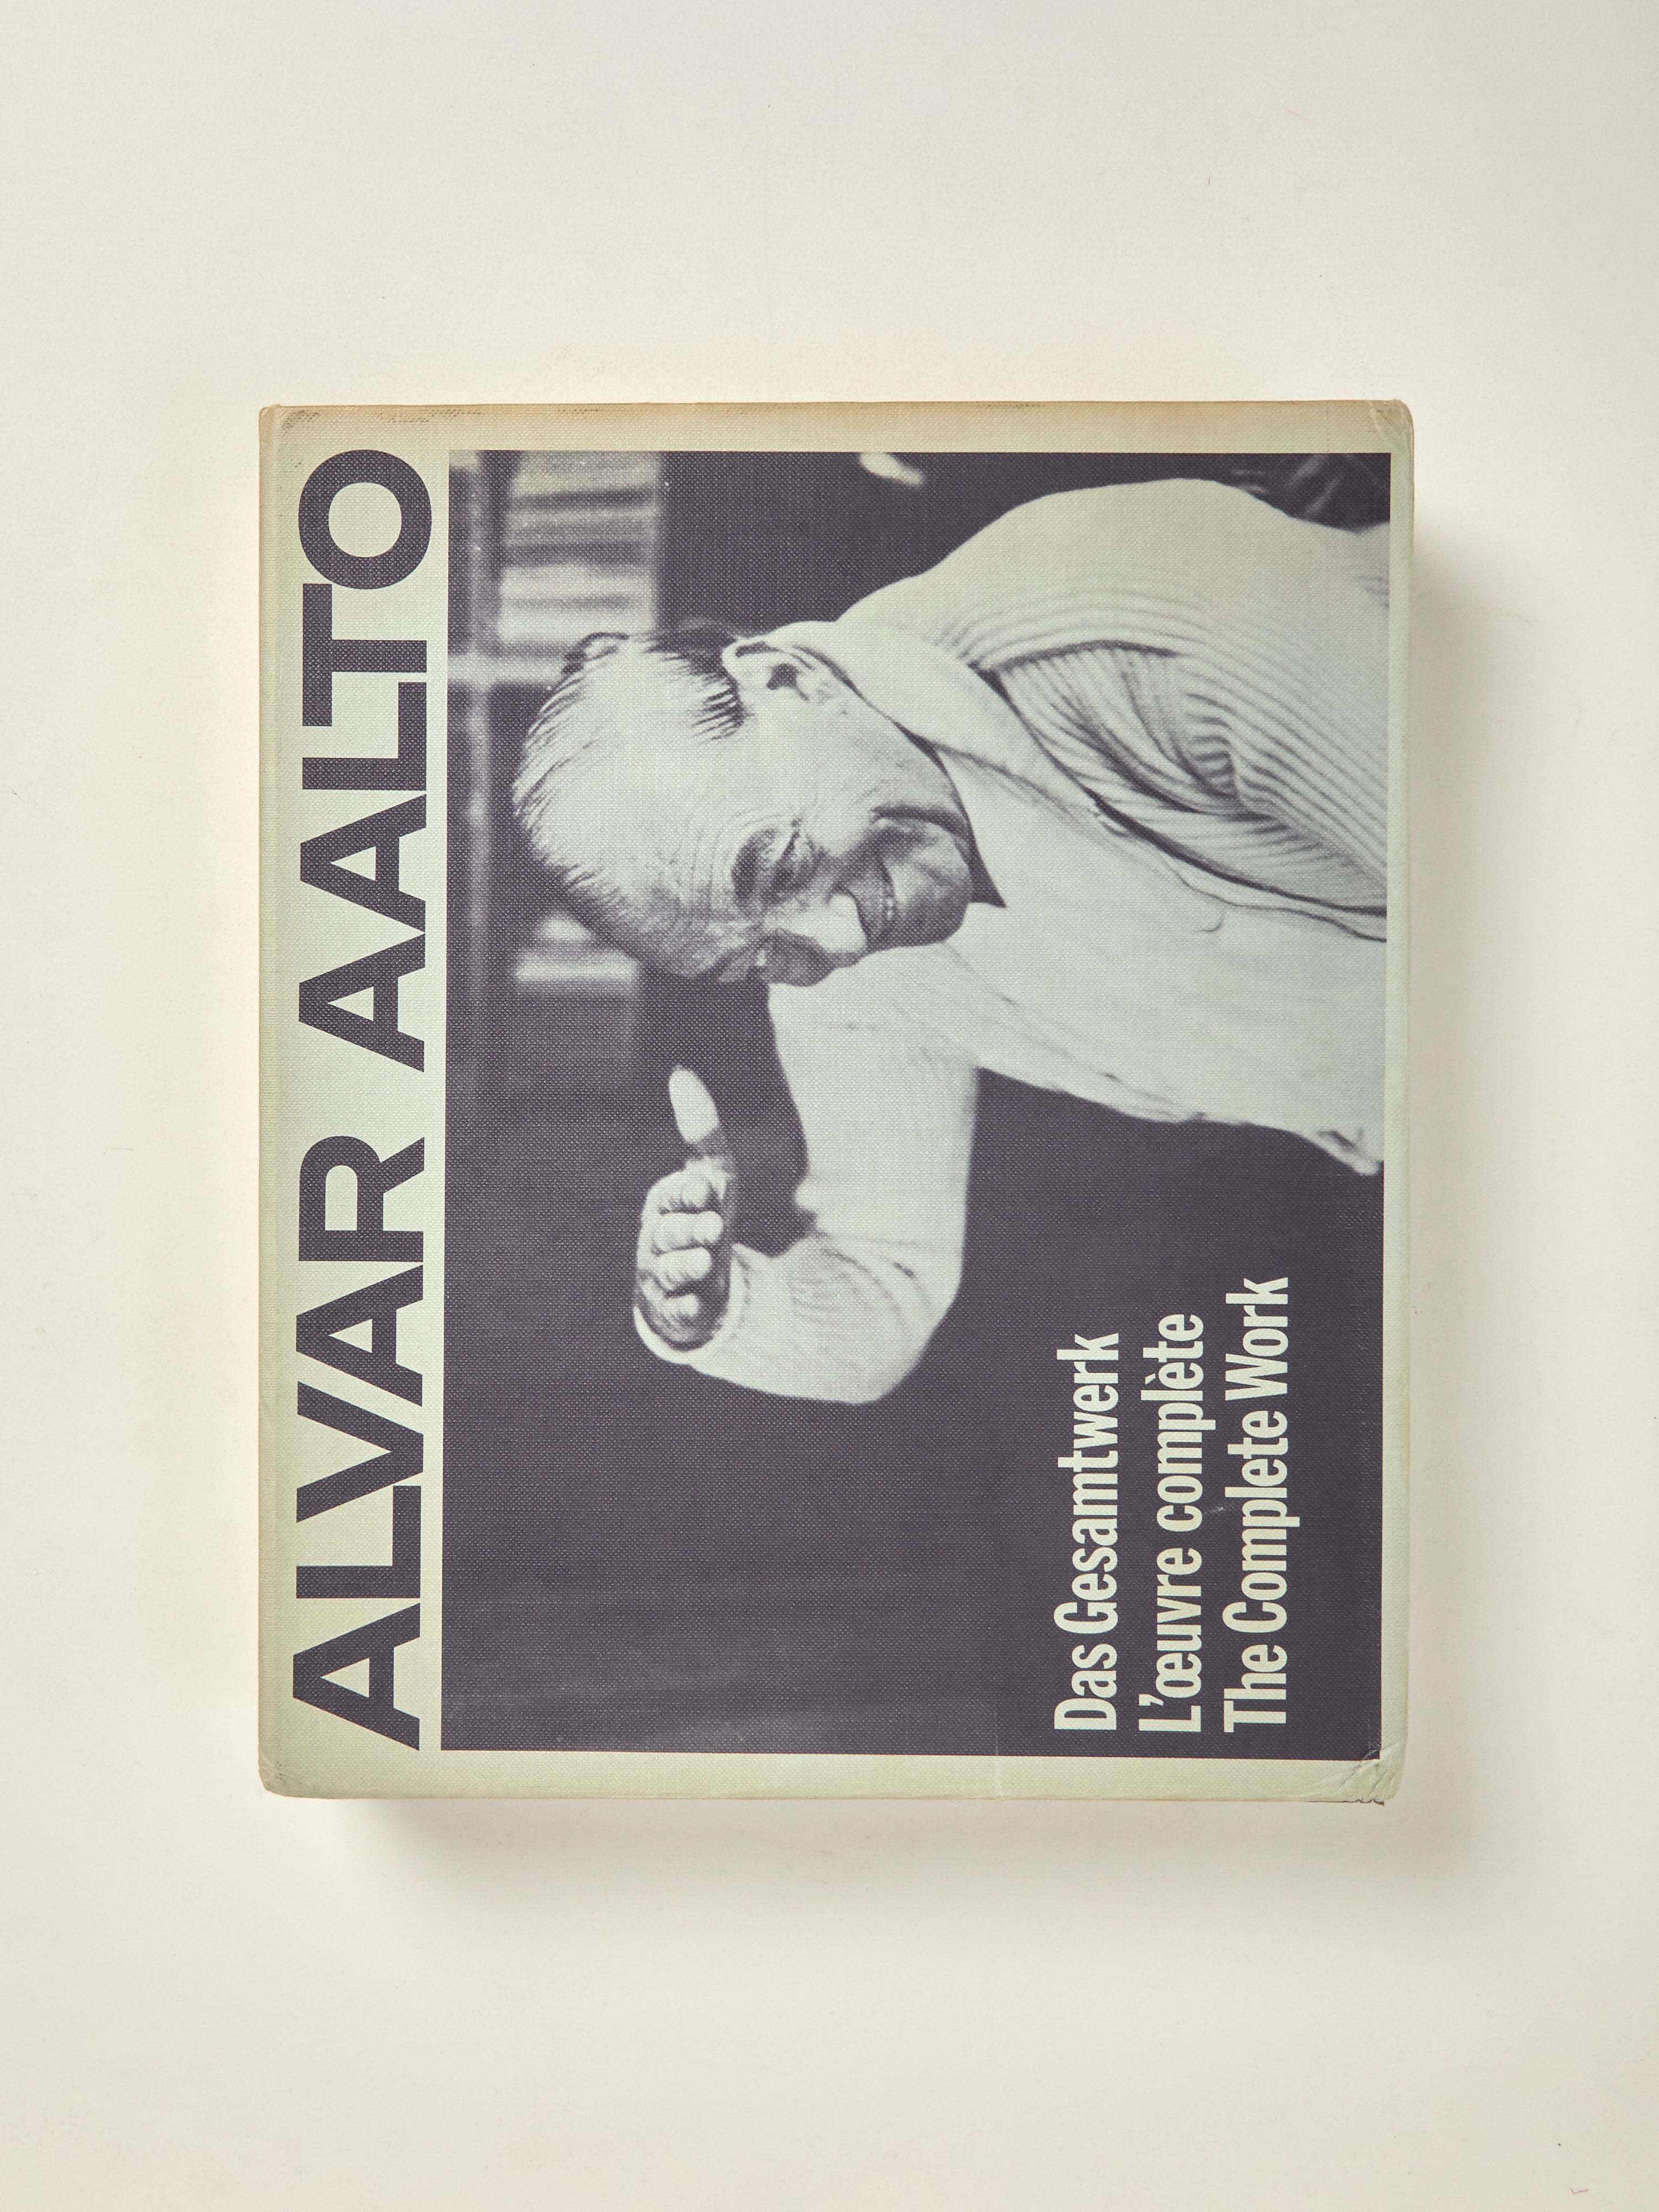 ALVAR AALTO
Das Gesamtwerk
L'œuvre complète
The Complete Work